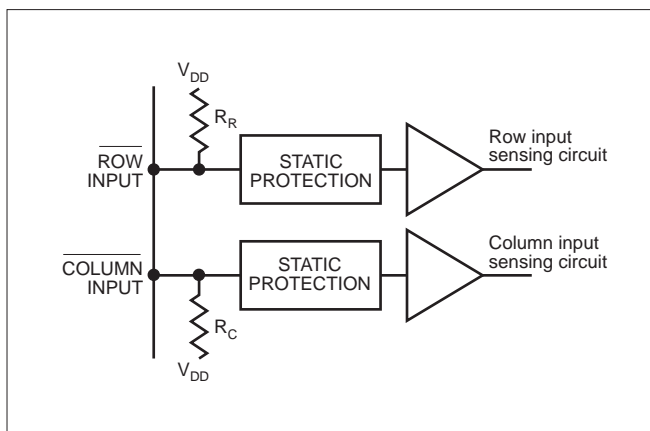 VDD
RR
ROW
INPUT
STATIC
PROTECTION
Row input
sensing circuit
COLUMN
INPUT
STATIC
PROTECTION
Column input
sensing circuit
RC
VDD